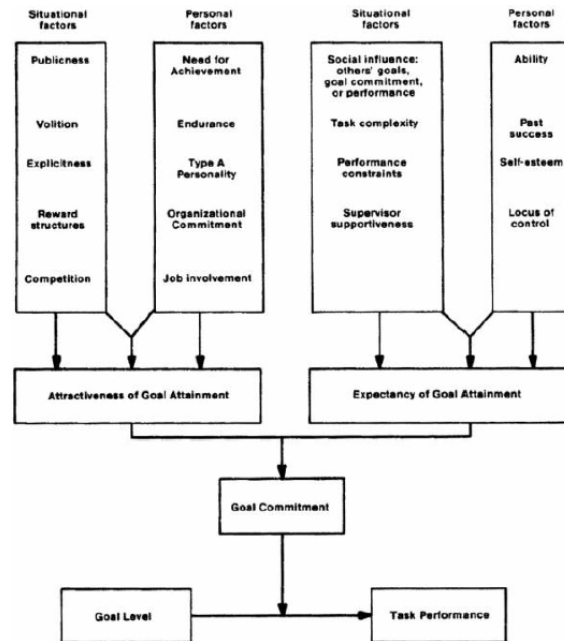 Situational
factors
Personal
factors
Situational
factors
Personal
factors
Publicness
Volition
Explicitness
Reward
structures
Competition
Need for
Achievement
Endurance
Type A
Personality
Organizational
Commitment
Job involvement
Social influence:
others' goals,
goal commitment,
or performance
Task complexity
Performance
constraints
Supervisor
supportiveness
Ability
Past
success
Self-esteem
Locus of
control
Attractiveness of Goal Attainment
Expectancy of Goal Attainment
Goal Commitment
Goal Level
Task Performance